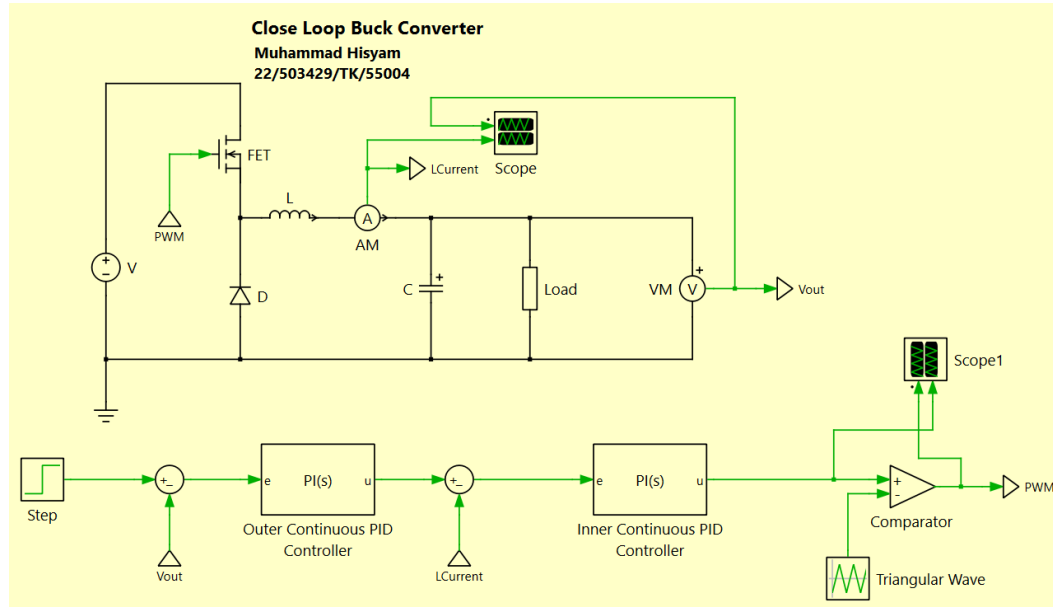 Close Loop Buck Converter
Muhammad Hisyam
22/503429/TK/55004
FET
Scope
LCurrent
L
PWM
A
AM
V
D
C
+
Load
VM
V
+
Vout
Scope1
Step
e
PI(s)
u
Outer Continuous PID
Controller
Vout
LCurrent
e
PI(s)
u
Inner Continuous PID
Controller
+
-
Comparator
PWM
Triangular Wave